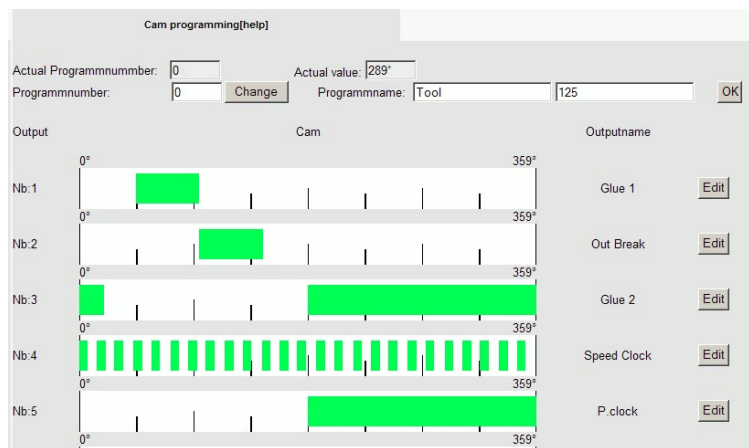 Cam programming[help]
Actual Programmnummber: 0 Actual value: 289°
Programmnumber: 0 Change Programmname: Tool 125 OK
Output Cam Outputname
0° 359°
Nb:1 Glue 1 Edit
0° 359°
Nb:2 Out Break Edit
0° 359°
Nb:3 Glue 2 Edit
0° 359°
Nb:4 Speed Clock Edit
0° 359°
Nb:5 P.clock Edit
0° 359°